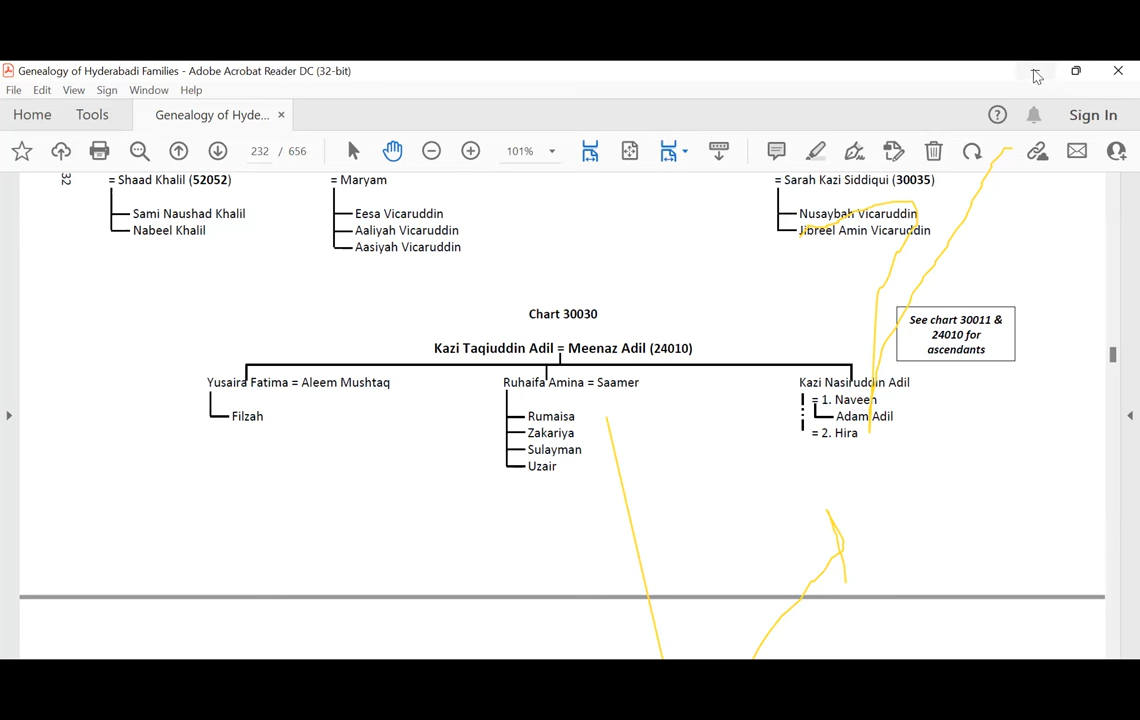 Genealogy of Hyderabadi Families - Adobe Acrobat Reader DC (32-bit)
File Edit View Sign Window Help
Home Tools Genealogy of Hyde... × Sign In
232 / 656 101%
32
= Shaad Khalil (52052) = Maryam = Sarah Kazi Siddiqui (30035)
Sami Naushad Khalil Eesa Vicaruddin Nusaybah Vicaruddin
Nabeel Khalil Aaliyah Vicaruddin Jibreel Amin Vicaruddin
Aasiyah Vicaruddin
Chart 30030
See chart 30011 &
24010 for
ascendants
Kazi Taqiuddin Adil = Meenaz Adil (24010)
Yusaira Fatima = Aleem Mushtaq Ruhaifa Amina = Saamer Kazi Nasiruddin Adil
= 1. Naveen
Filzah Rumaisa Adam Adil
Zakariya = 2. Hira
Sulayman
Uzair